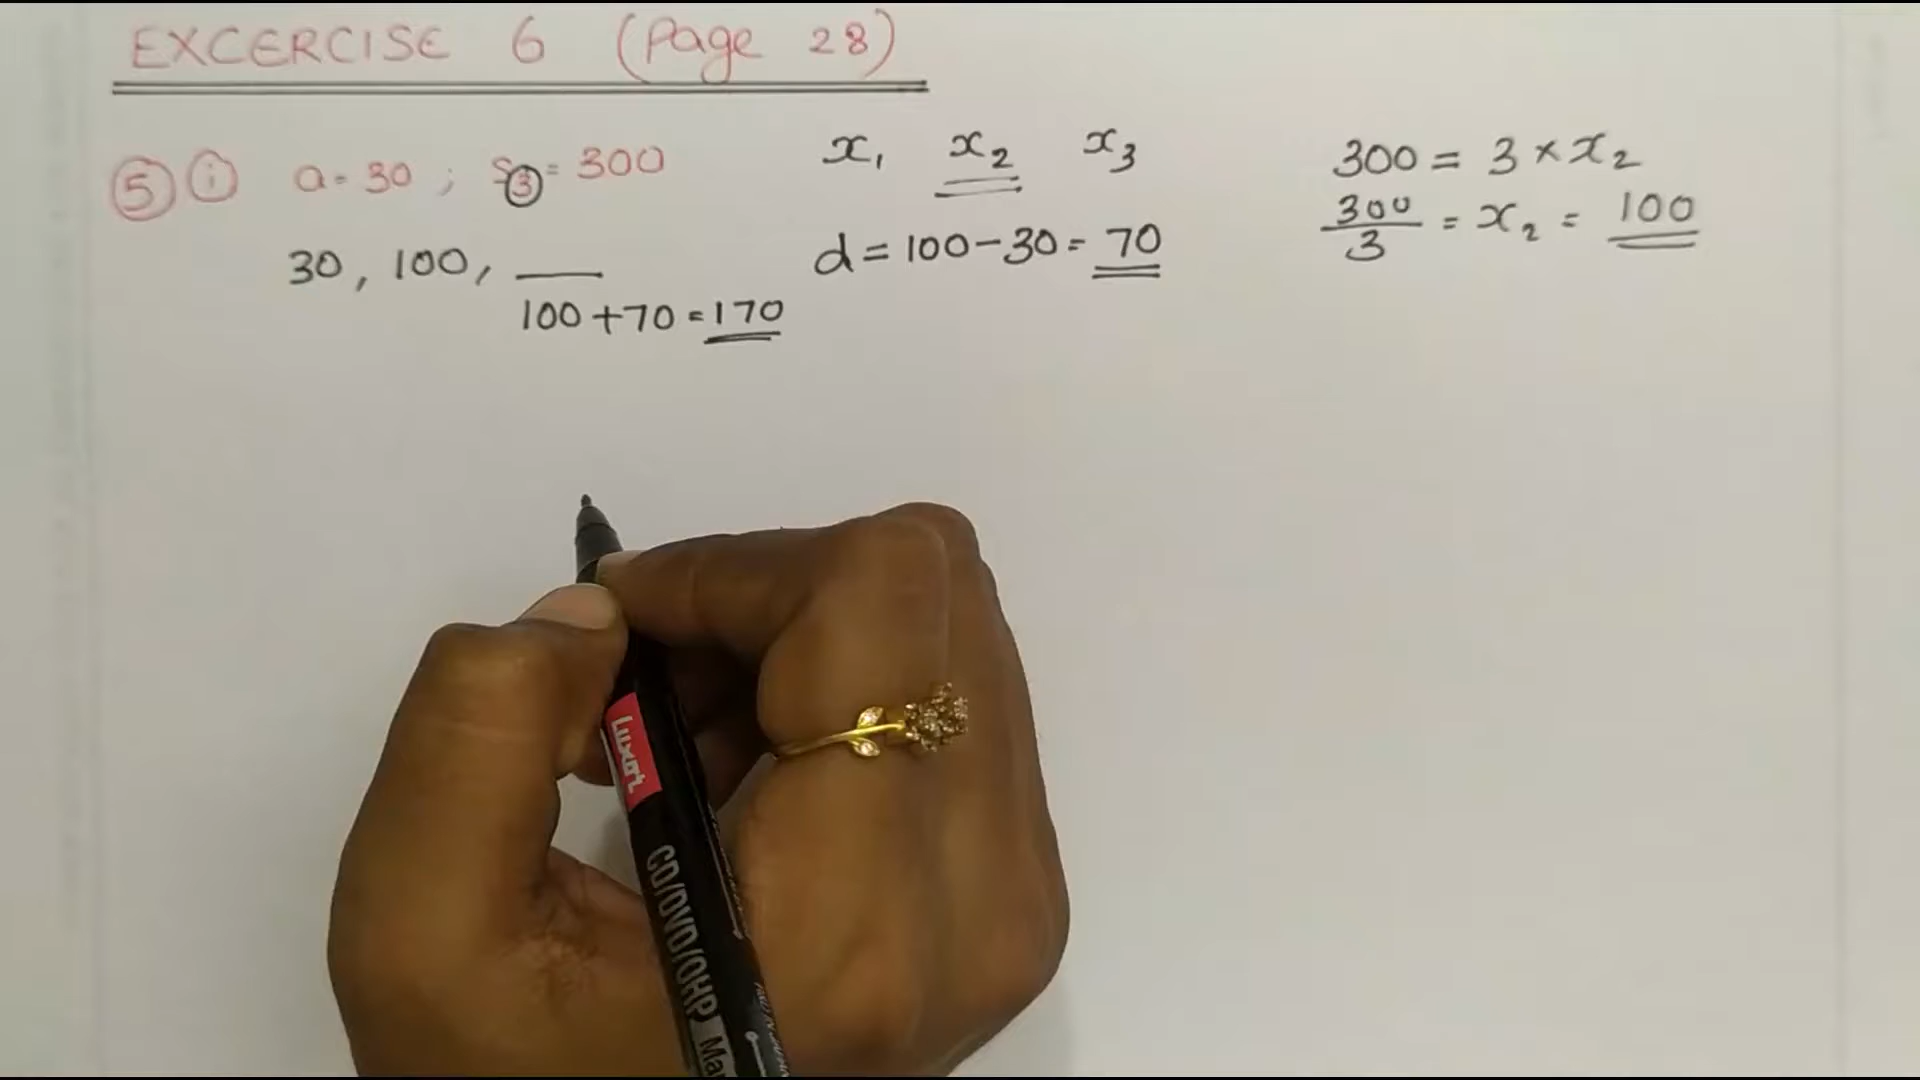 EXCERCISE 6 (Page 28)
5 i a = 30 ; S3 = 300
30, 100, ___
100 + 70 = 170
x1 x2 x3
d = 100 - 30 = 70
300 = 3 × x2
300/3 = x2 = 100
Luxor
CD/DVD/OHP Mar